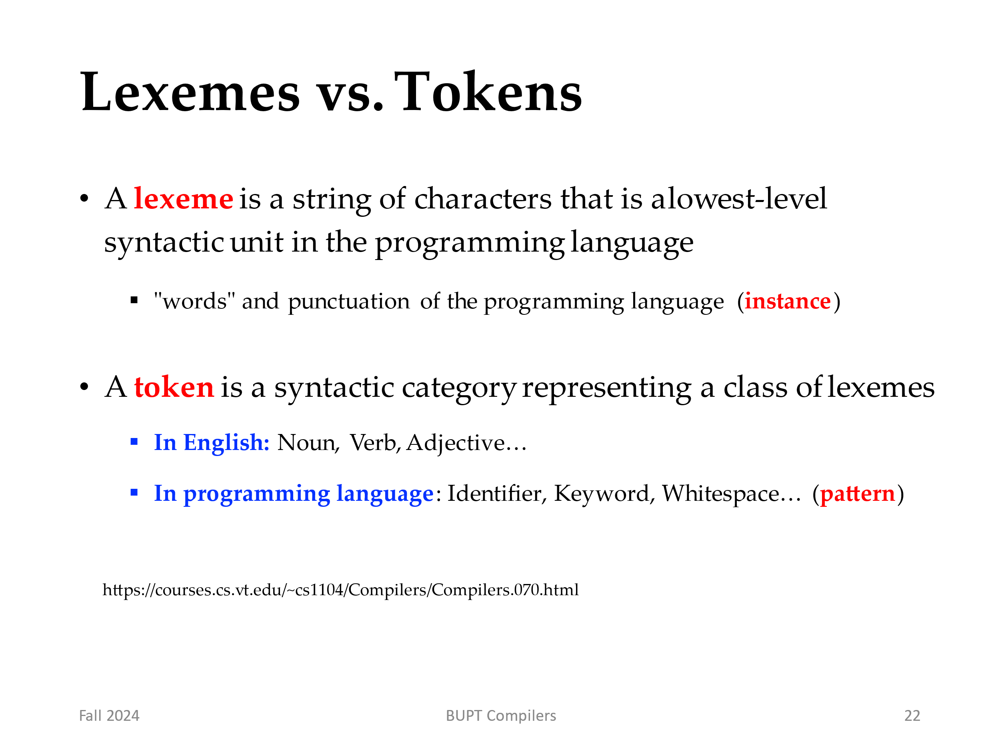 Lexemes vs. Tokens
• A lexeme is a string of characters that is alowest-level
syntactic unit in the programming language
▪ "words" and punctuation of the programming language (instance)
• A token is a syntactic category representing a class of lexemes
▪ In English: Noun, Verb, Adjective…
▪ In programming language: Identifier, Keyword, Whitespace… (pattern)
https://courses.cs.vt.edu/~cs1104/Compilers/Compilers.070.html
Fall 2024 BUPT Compilers 22